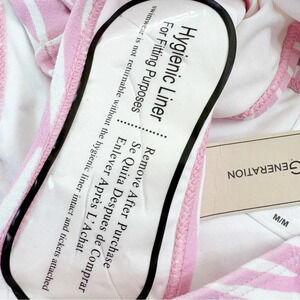 Hygienic Liner
For Fitting Purposes
Swimwear is not returnable without the hygienic liner intact and tickets attached
Remove After Purchase
Se Quita Despues de Comprar
Enlever Après L'Achat
GENERATION
M/M